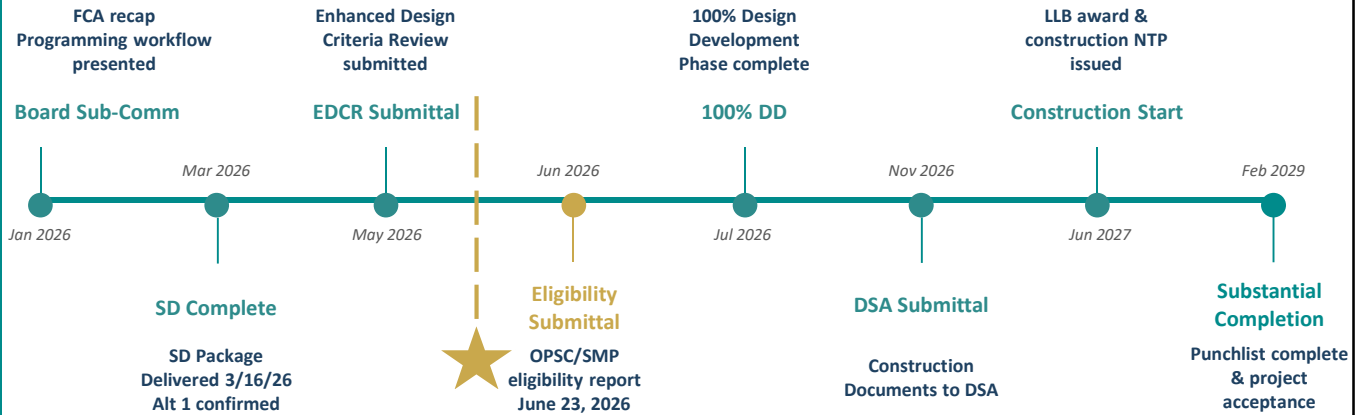 FCA recap
Programming workflow
presented
Board Sub-Comm
Jan 2026
Mar 2026
SD Complete
SD Package
Delivered 3/16/26
Alt 1 confirmed
Enhanced Design
Criteria Review
submitted
EDCR Submittal
May 2026
Jun 2026
Eligibility
Submittal
OPSC/SMP
eligibility report
June 23, 2026
100% Design
Development
Phase complete
100% DD
Jul 2026
Nov 2026
DSA Submittal
Construction
Documents to DSA
LLB award &
construction NTP
issued
Construction Start
Jun 2027
Feb 2029
Substantial
Completion
Punchlist complete
& project
acceptance